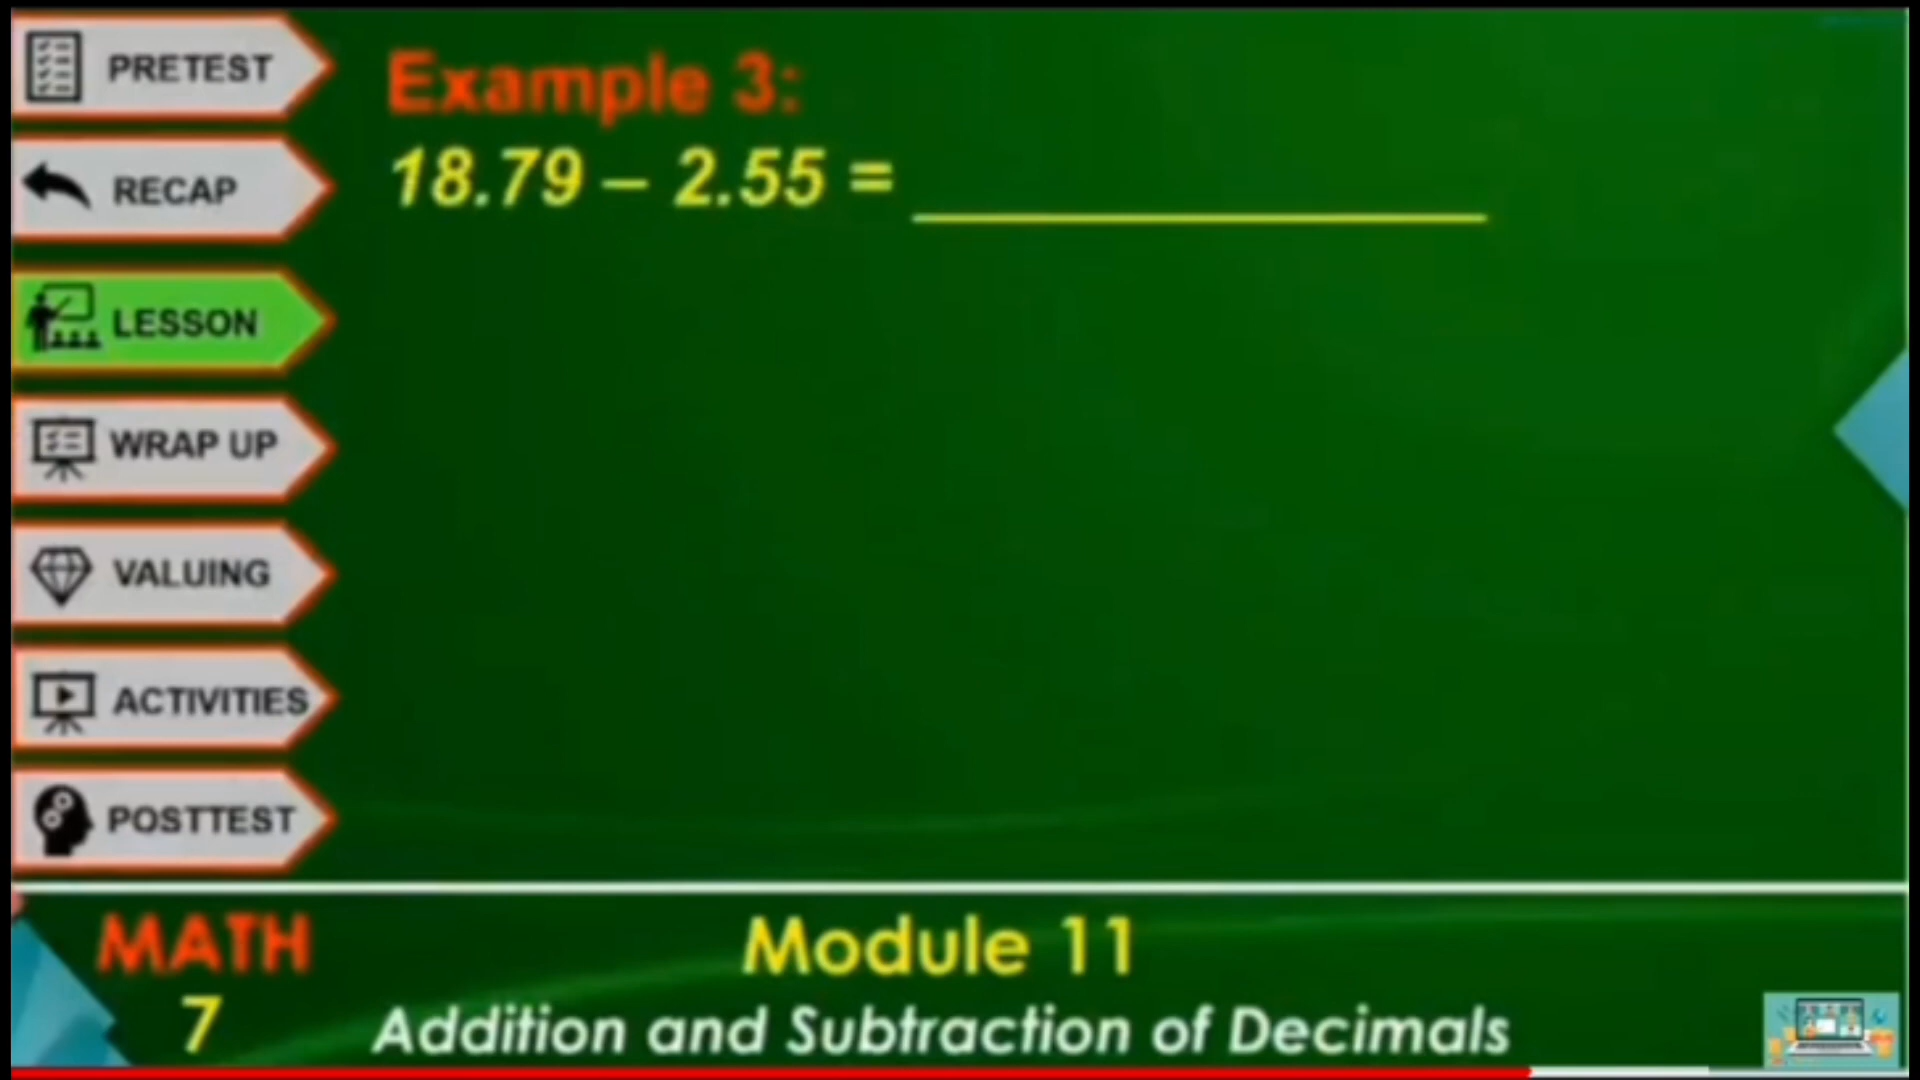 PRETEST
RECAP
LESSON
WRAP UP
VALUING
ACTIVITIES
POSTTEST
Example 3:
18.79 – 2.55 = ____________
MATH
7
Module 11
Addition and Subtraction of Decimals